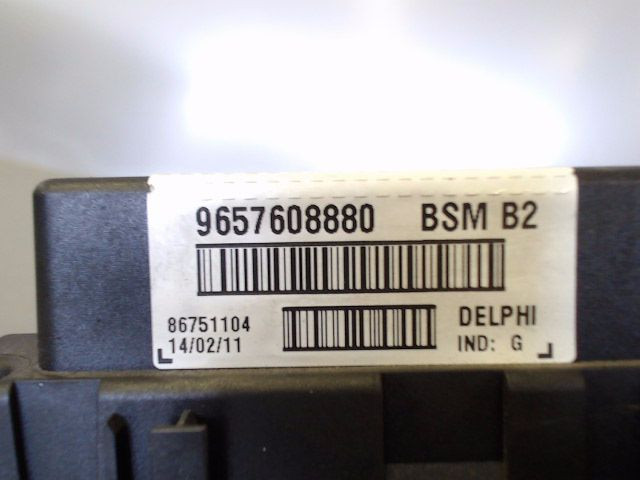 9657608880 BSM B2
86751104 DELPHI
14/02/11 IND: G